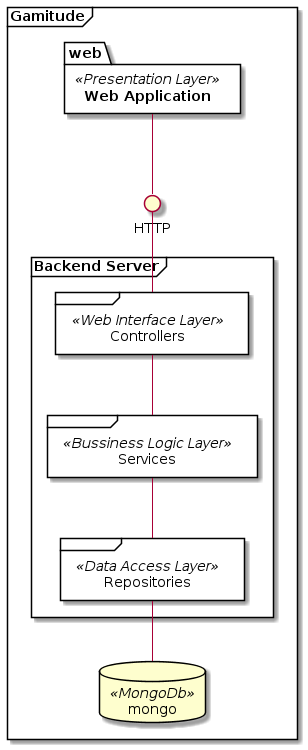 Gamitude
web
«Presentation Layer»
Web Application
HTTP
Backend Server
«Web Interface Layer»
Controllers
«Bussiness Logic Layer»
Services
«Data Access Layer»
Repositories
«MongoDb»
mongo